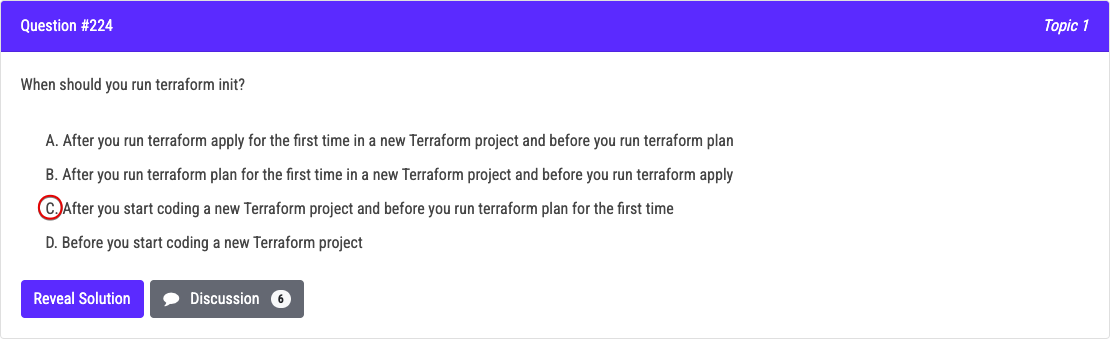 Question #224
Topic 1
When should you run terraform init?
A. After you run terraform apply for the first time in a new Terraform project and before you run terraform plan
B. After you run terraform plan for the first time in a new Terraform project and before you run terraform apply
C. After you start coding a new Terraform project and before you run terraform plan for the first time
D. Before you start coding a new Terraform project
Reveal Solution
Discussion 6